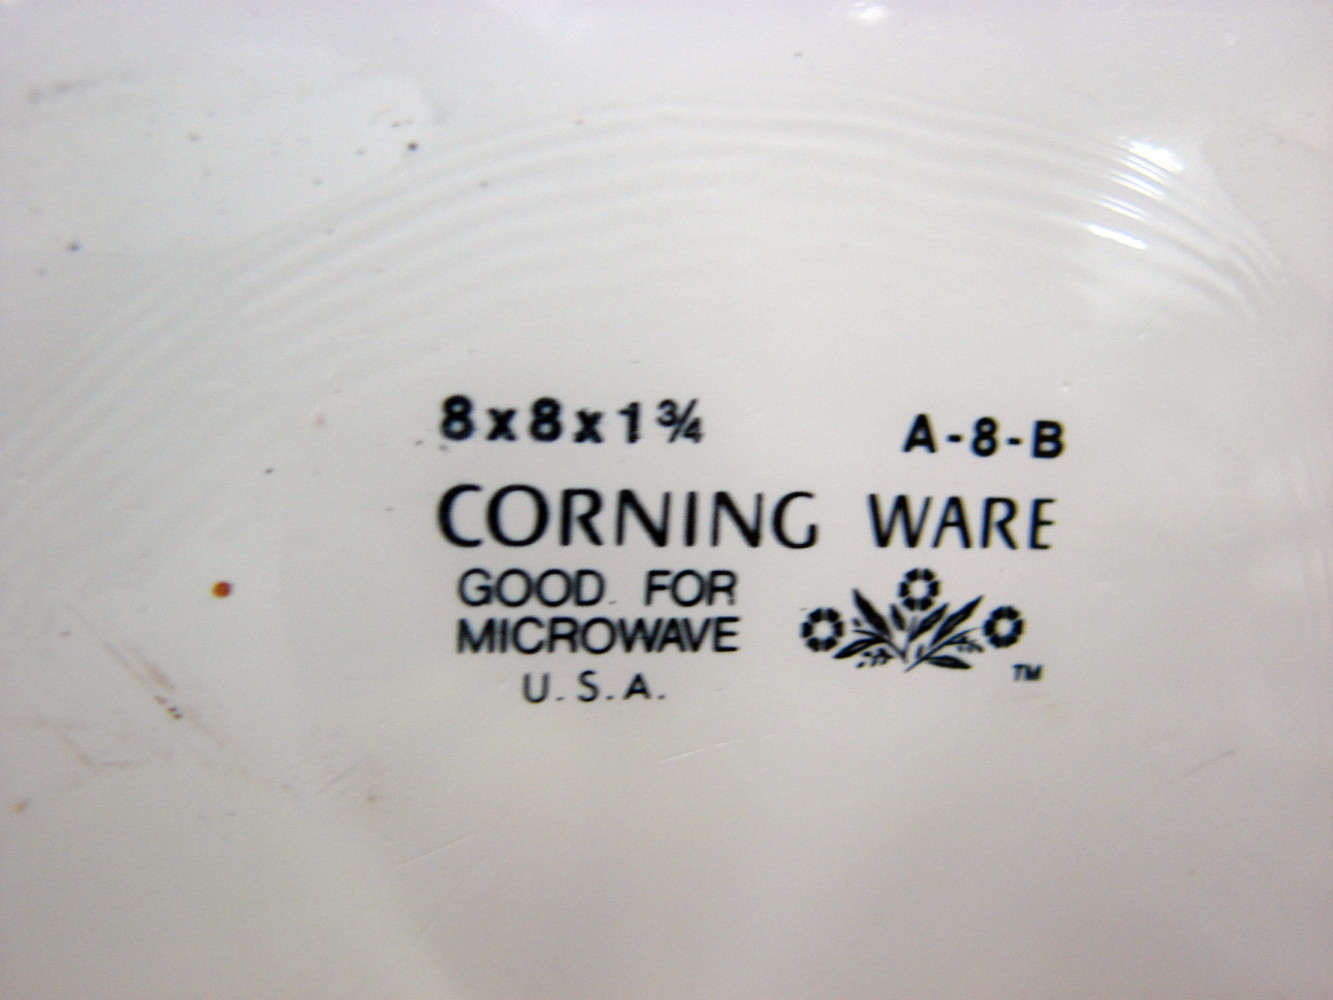 8x8x1¾ A-8-B
CORNING WARE
GOOD FOR
MICROWAVE
U.S.A.
TM